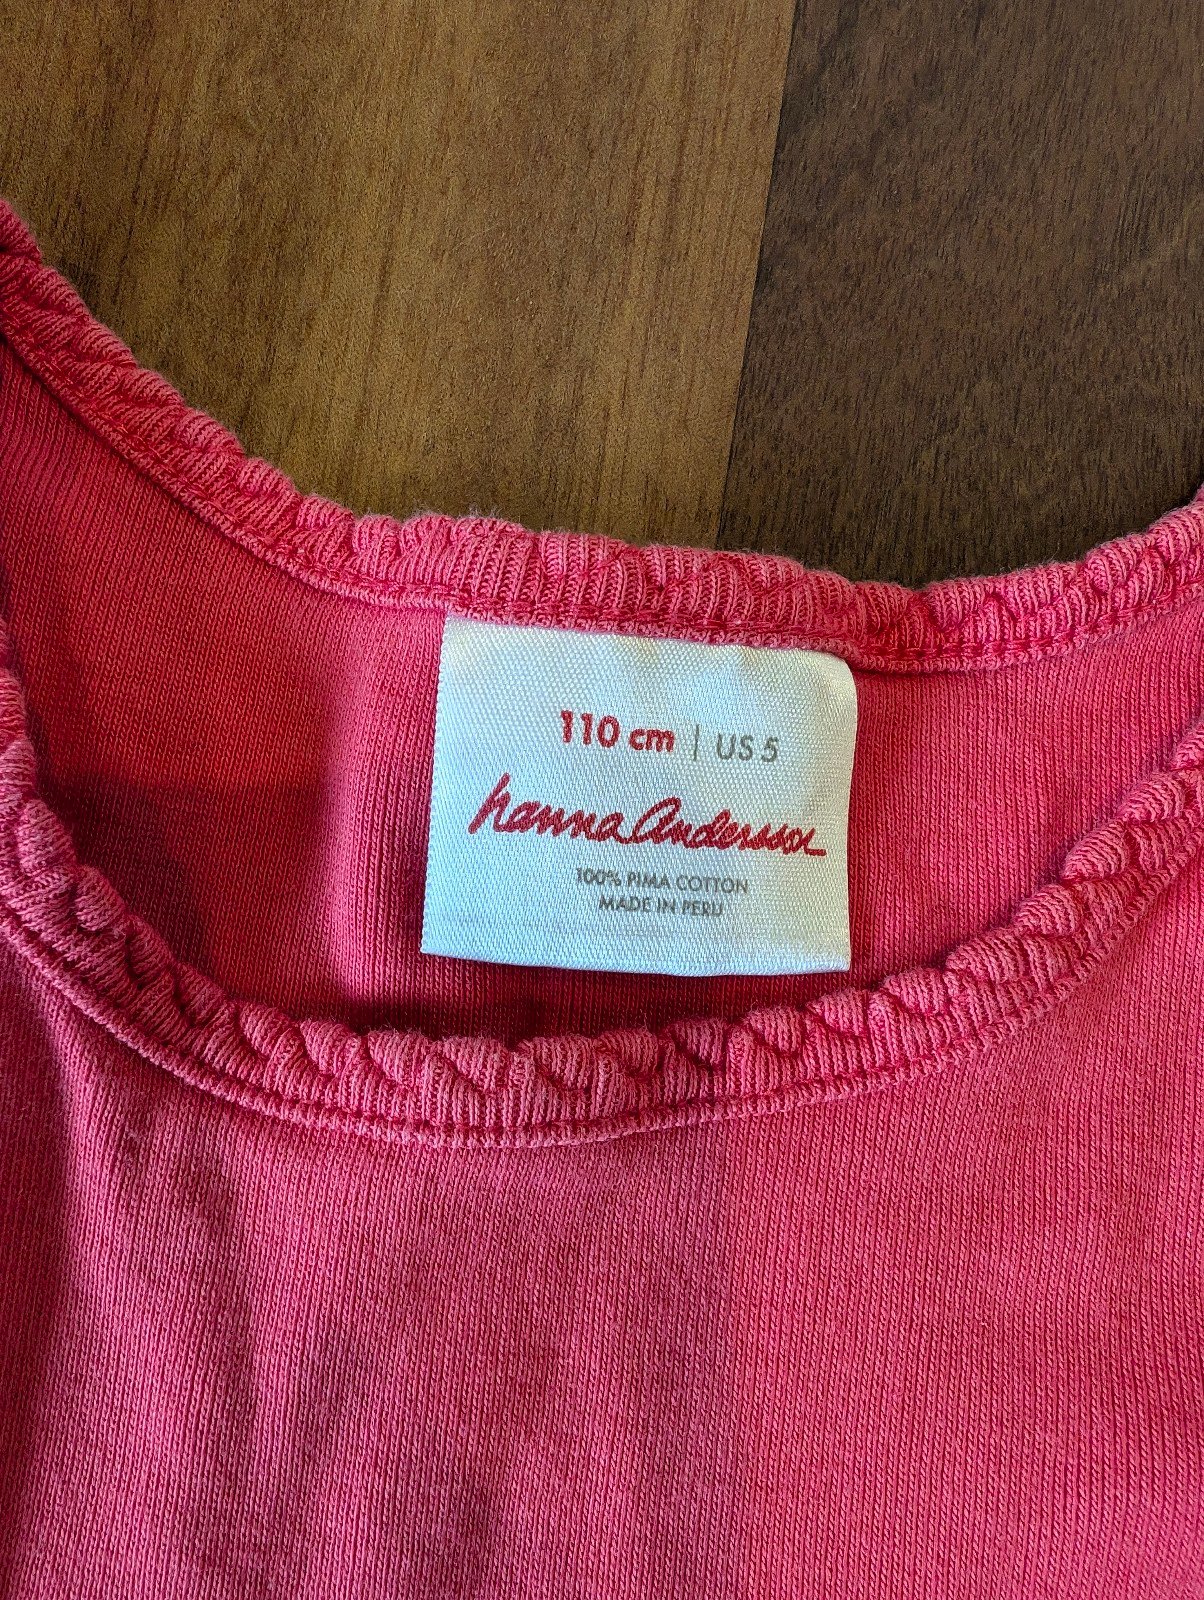 110 cm | US 5
hanna Andersson
100% PIMA COTTON
MADE IN PERU